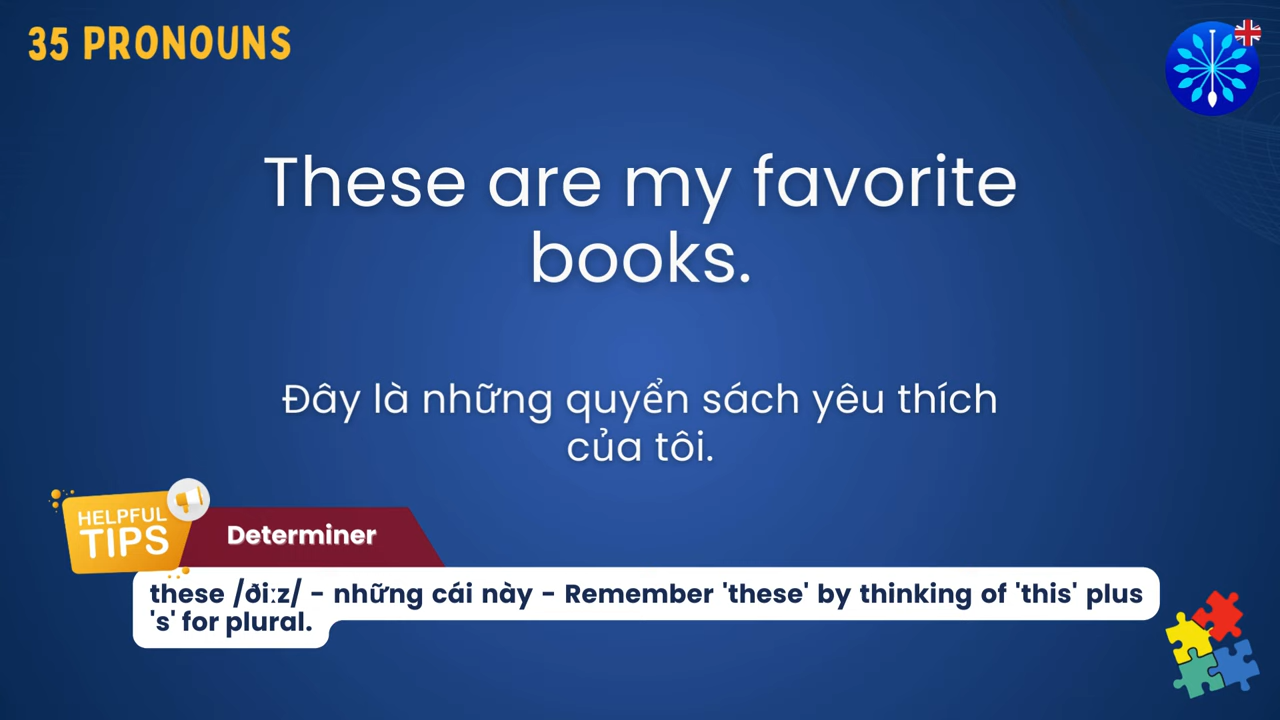 35 PRONOUNS
These are my favorite
books.
Đây là những quyển sách yêu thích
của tôi.
HELPFUL
TIPS
Determiner
these /ðiːz/ - những cái này - Remember 'these' by thinking of 'this' plus
's' for plural.